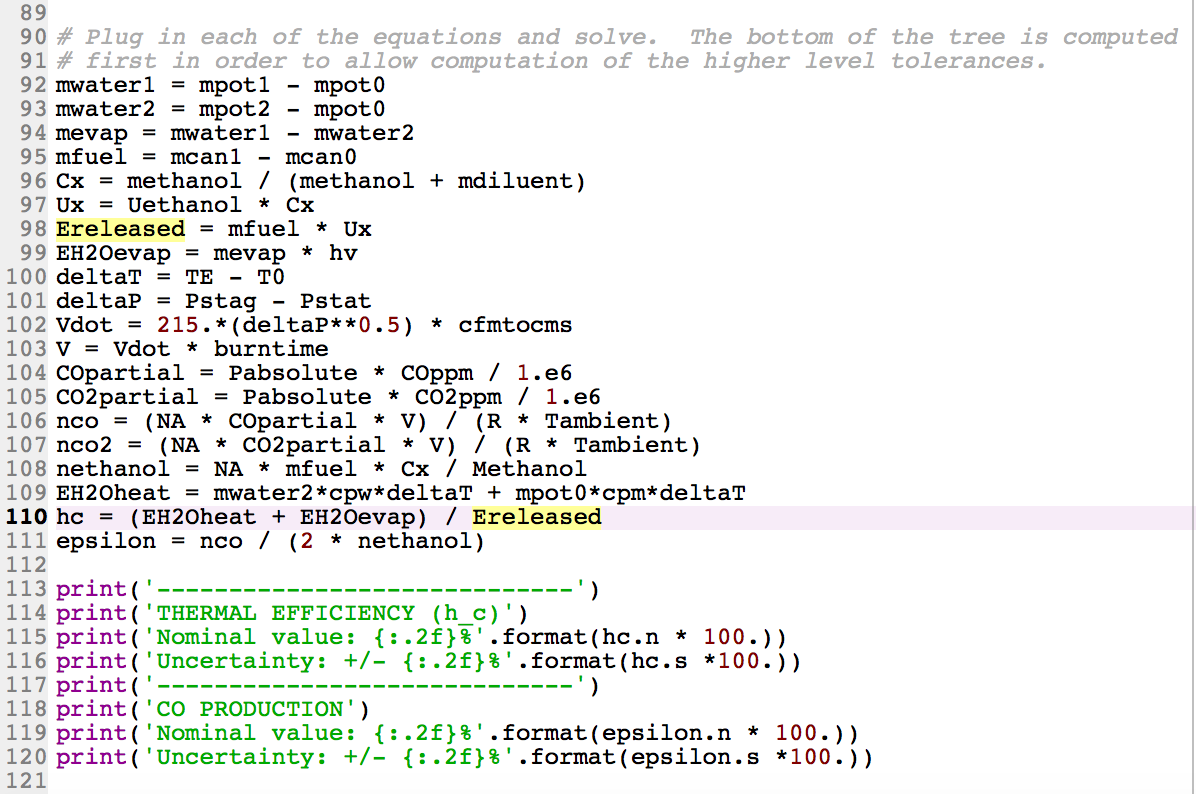 89
90 # Plug in each of the equations and solve.  The bottom of the tree is computed
91 # first in order to allow computation of the higher level tolerances.
92 mwater1 = mpot1 - mpot0
93 mwater2 = mpot2 - mpot0
94 mevap = mwater1 - mwater2
95 mfuel = mcan1 - mcan0
96 Cx = methanol / (methanol + mdiluent)
97 Ux = Uethanol * Cx
98 Ereleased = mfuel * Ux
99 EH2Oevap = mevap * hv
100 deltaT = TE - T0
101 deltaP = Pstag - Pstat
102 Vdot = 215.*(deltaP**0.5) * cfmtocms
103 V = Vdot * burntime
104 COpartial = Pabsolute * COppm / 1.e6
105 CO2partial = Pabsolute * CO2ppm / 1.e6
106 nco = (NA * COpartial * V) / (R * Tambient)
107 nco2 = (NA * CO2partial * V) / (R * Tambient)
108 nethanol = NA * mfuel * Cx / Methanol
109 EH2Oheat = mwater2*cpw*deltaT + mpot0*cpm*deltaT
110 hc = (EH2Oheat + EH2Oevap) / Ereleased
111 epsilon = nco / (2 * nethanol)
112
113 print('-----------------------------')
114 print('THERMAL EFFICIENCY (h_c)')
115 print('Nominal value: {:.2f}%'.format(hc.n * 100.))
116 print('Uncertainty: +/- {:.2f}%'.format(hc.s *100.))
117 print('-----------------------------')
118 print('CO PRODUCTION')
119 print('Nominal value: {:.2f}%'.format(epsilon.n * 100.))
120 print('Uncertainty: +/- {:.2f}%'.format(epsilon.s *100.))
121